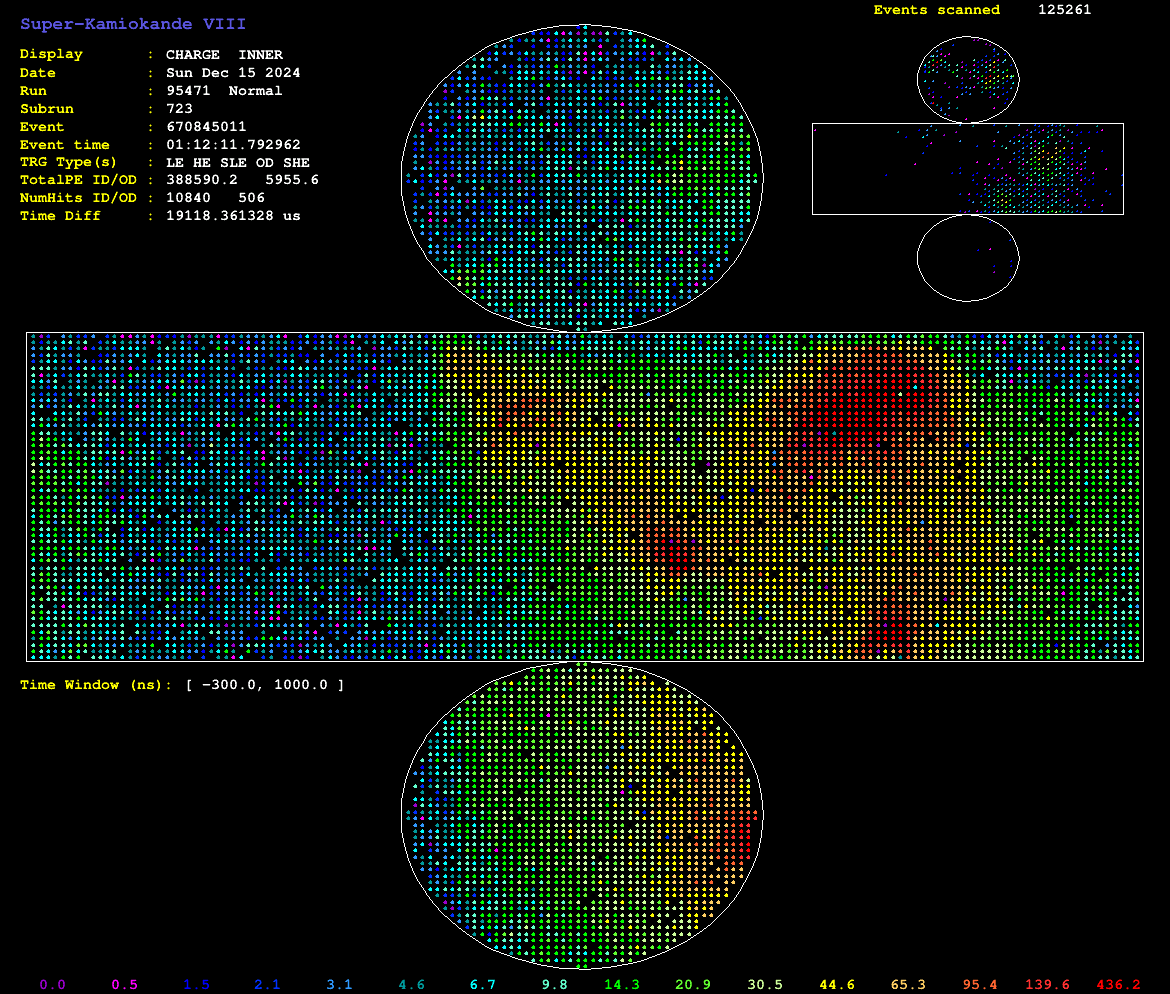 Super-Kamiokande VIII
Events scanned 125261
Display : CHARGE INNER
Date : Sun Dec 15 2024
Run : 95471 Normal
Subrun : 723
Event : 670845011
Event time : 01:12:11.792962
TRG Type(s) : LE HE SLE OD SHE
TotalPE ID/OD : 388590.2 5955.6
NumHits ID/OD : 10840 506
Time Diff : 19118.361328 us
Time Window (ns): [ −300.0, 1000.0 ]
0.0 0.5 1.5 2.1 3.1 4.6 6.7 9.8 14.3 20.9 30.5 44.6 65.3 95.4 139.6 436.2